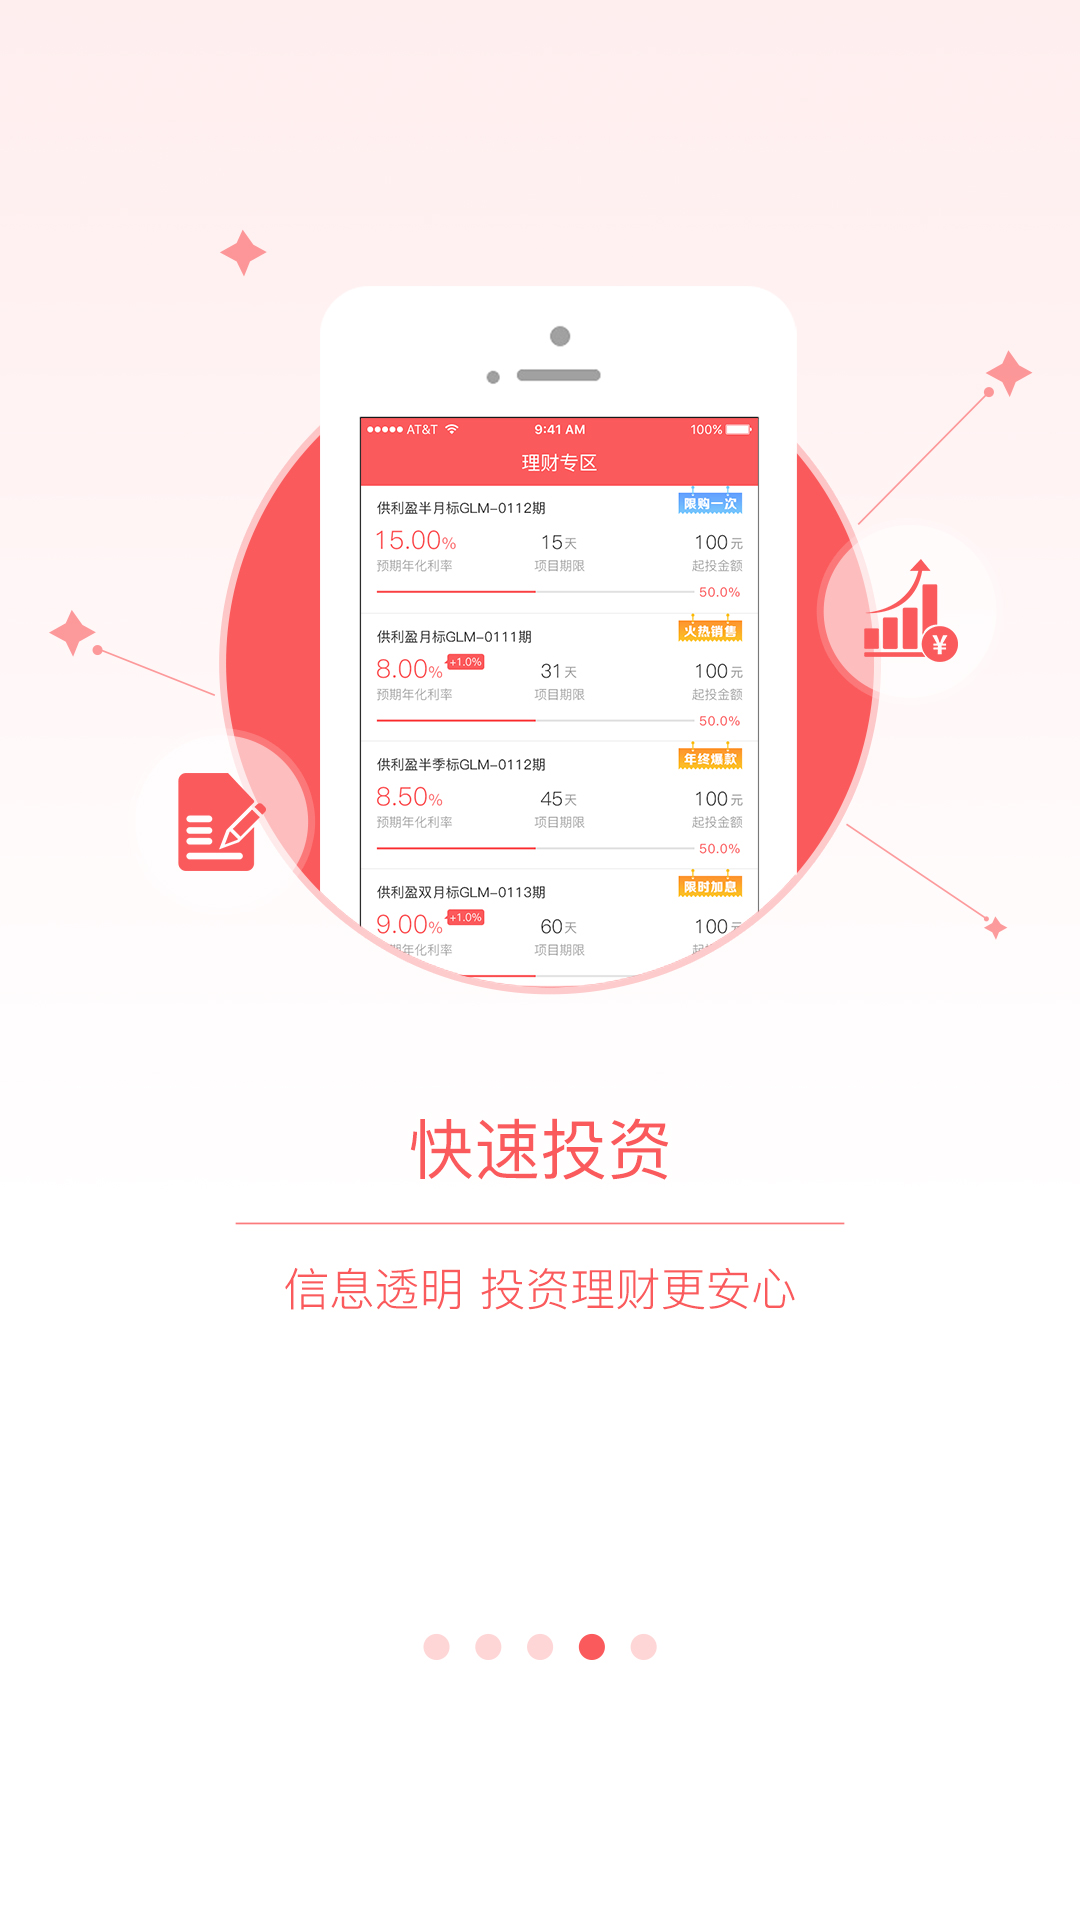 AT&T 9:41 AM 100%
理财专区
供利盈半月标GLM-0112期 限购一次
15.00% 15天 100元
预期年化利率 项目期限 起投金额
50.0%
供利盈月标GLM-0111期 火热销售
8.00% +1.0% 31天 100元
预期年化利率 项目期限 起投金额
50.0%
供利盈半季标GLM-0112期 年终爆款
8.50% 45天 100元
预期年化利率 项目期限 起投金额
50.0%
供利盈双月标GLM-0113期 限时加息
9.00% +1.0% 60天 100
期年化利率 项目期限 起
¥
快速投资
信息透明 投资理财更安心